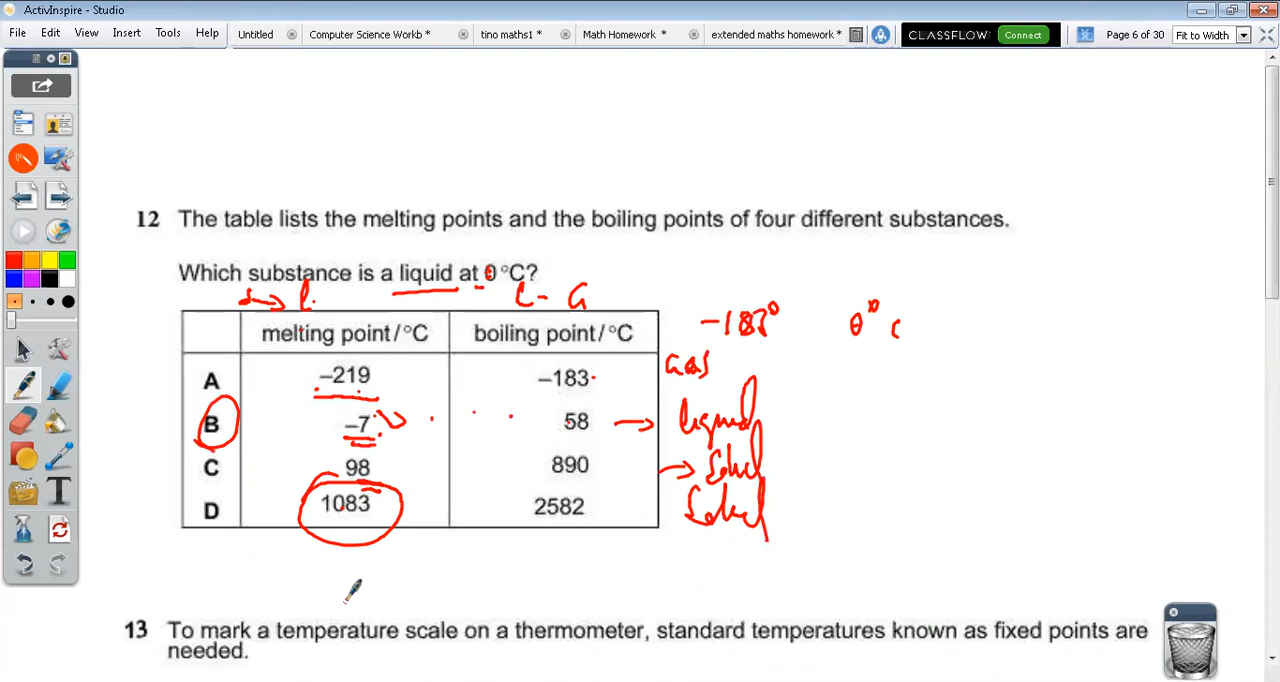 ActivInspire - Studio
File Edit View Insert Tools Help
Untitled Computer Science Workb * tino maths1 * Math Homework * extended maths homework * CLASSFLOW Connect Page 6 of 30 Fit to Width
12 The table lists the melting points and the boiling points of four different substances.
Which substance is a liquid at 0 °C?
s → l. L - G
melting point/°C boiling point/°C -183° 0° c
Gas
A –219 –183
B –7 58 → liquid
C 98 890 → Solid
D 1083 2582 Solid
13 To mark a temperature scale on a thermometer, standard temperatures known as fixed points are
needed.